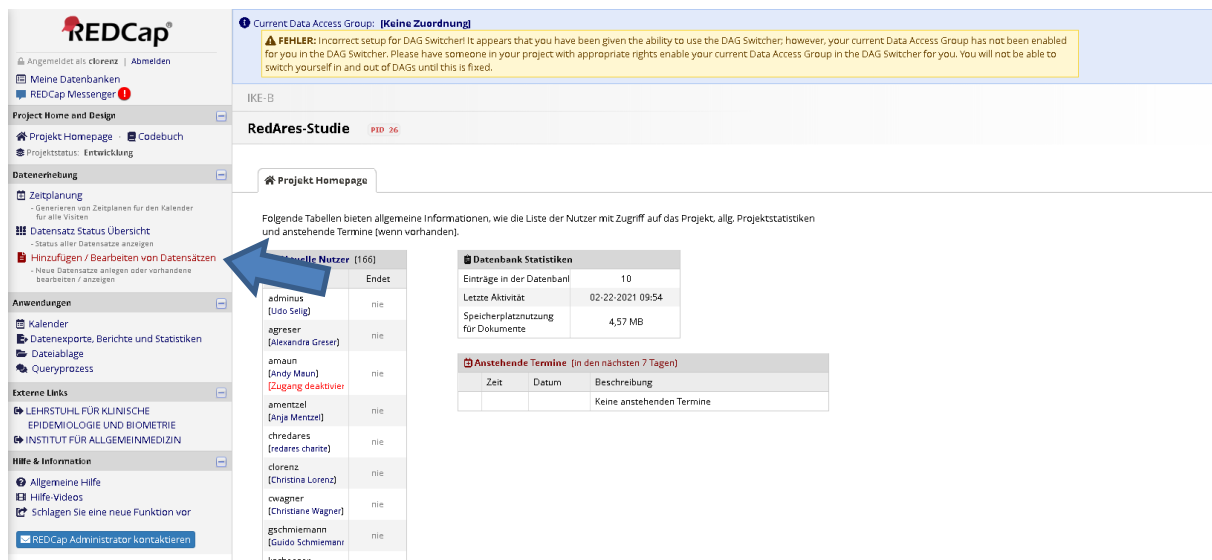 REDCap®
Angemeldet als clorenz | Abmelden
Meine Datenbanken
REDCap Messenger
Project Home and Design
Projekt Homepage · Codebuch
Projektstatus: Entwicklung
Datenerhebung
Zeitplanung
- Generieren von Zeitplanen fur den Kalender
fur alle Visiten
Datensatz Status Übersicht
- Status aller Datensatze anzeigen
Hinzufügen / Bearbeiten von Datensätzen
- Neue Datensatze anlegen oder vorhandene
bearbeiten / anzeigen
Anwendungen
Kalender
Datenexporte, Berichte und Statistiken
Dateiablage
Queryprozess
Externe Links
LEHRSTUHL FÜR KLINISCHE
EPIDEMIOLOGIE UND BIOMETRIE
INSTITUT FÜR ALLGEMEINMEDIZIN
Hilfe & Information
Allgemeine Hilfe
Hilfe-Videos
Schlagen Sie eine neue Funktion vor
REDCap Administrator kontaktieren
Current Data Access Group: [Keine Zuordnung]
FEHLER: Incorrect setup for DAG Switcher! It appears that you have been given the ability to use the DAG Switcher; however, your current Data Access Group has not been enabled
for you in the DAG Switcher. Please have someone in your project with appropriate rights enable your current Data Access Group in the DAG Switcher for you. You will not be able to
switch yourself in and out of DAGs until this is fixed.
IKE-B
RedAres-Studie PID 26
Projekt Homepage
Folgende Tabellen bieten allgemeine Informationen, wie die Liste der Nutzer mit Zugriff auf das Projekt, allg. Projektstatistiken
und anstehende Termine [wenn vorhanden].
Nutzer [166]
Endet
adminus
[Udo Selig]
nie
agreser
[Alexandra Greser]
nie
amaun
[Andy Maun]
[Zugang deaktivier
nie
amentzel
[Anja Mentzel]
nie
chredares
[redares charite]
nie
clorenz
[Christina Lorenz]
nie
cwagner
[Christiane Wagner]
nie
gschmiemann
[Guido Schmiemann
nie
Datenbank Statistiken
Einträge in der Datenbank 10
Letzte Aktivität 02-22-2021 09:54
Speicherplatznutzung
für Dokumente
4,57 MB
Anstehende Termine [in den nächsten 7 Tagen]
Zeit Datum Beschreibung
Keine anstehenden Termine